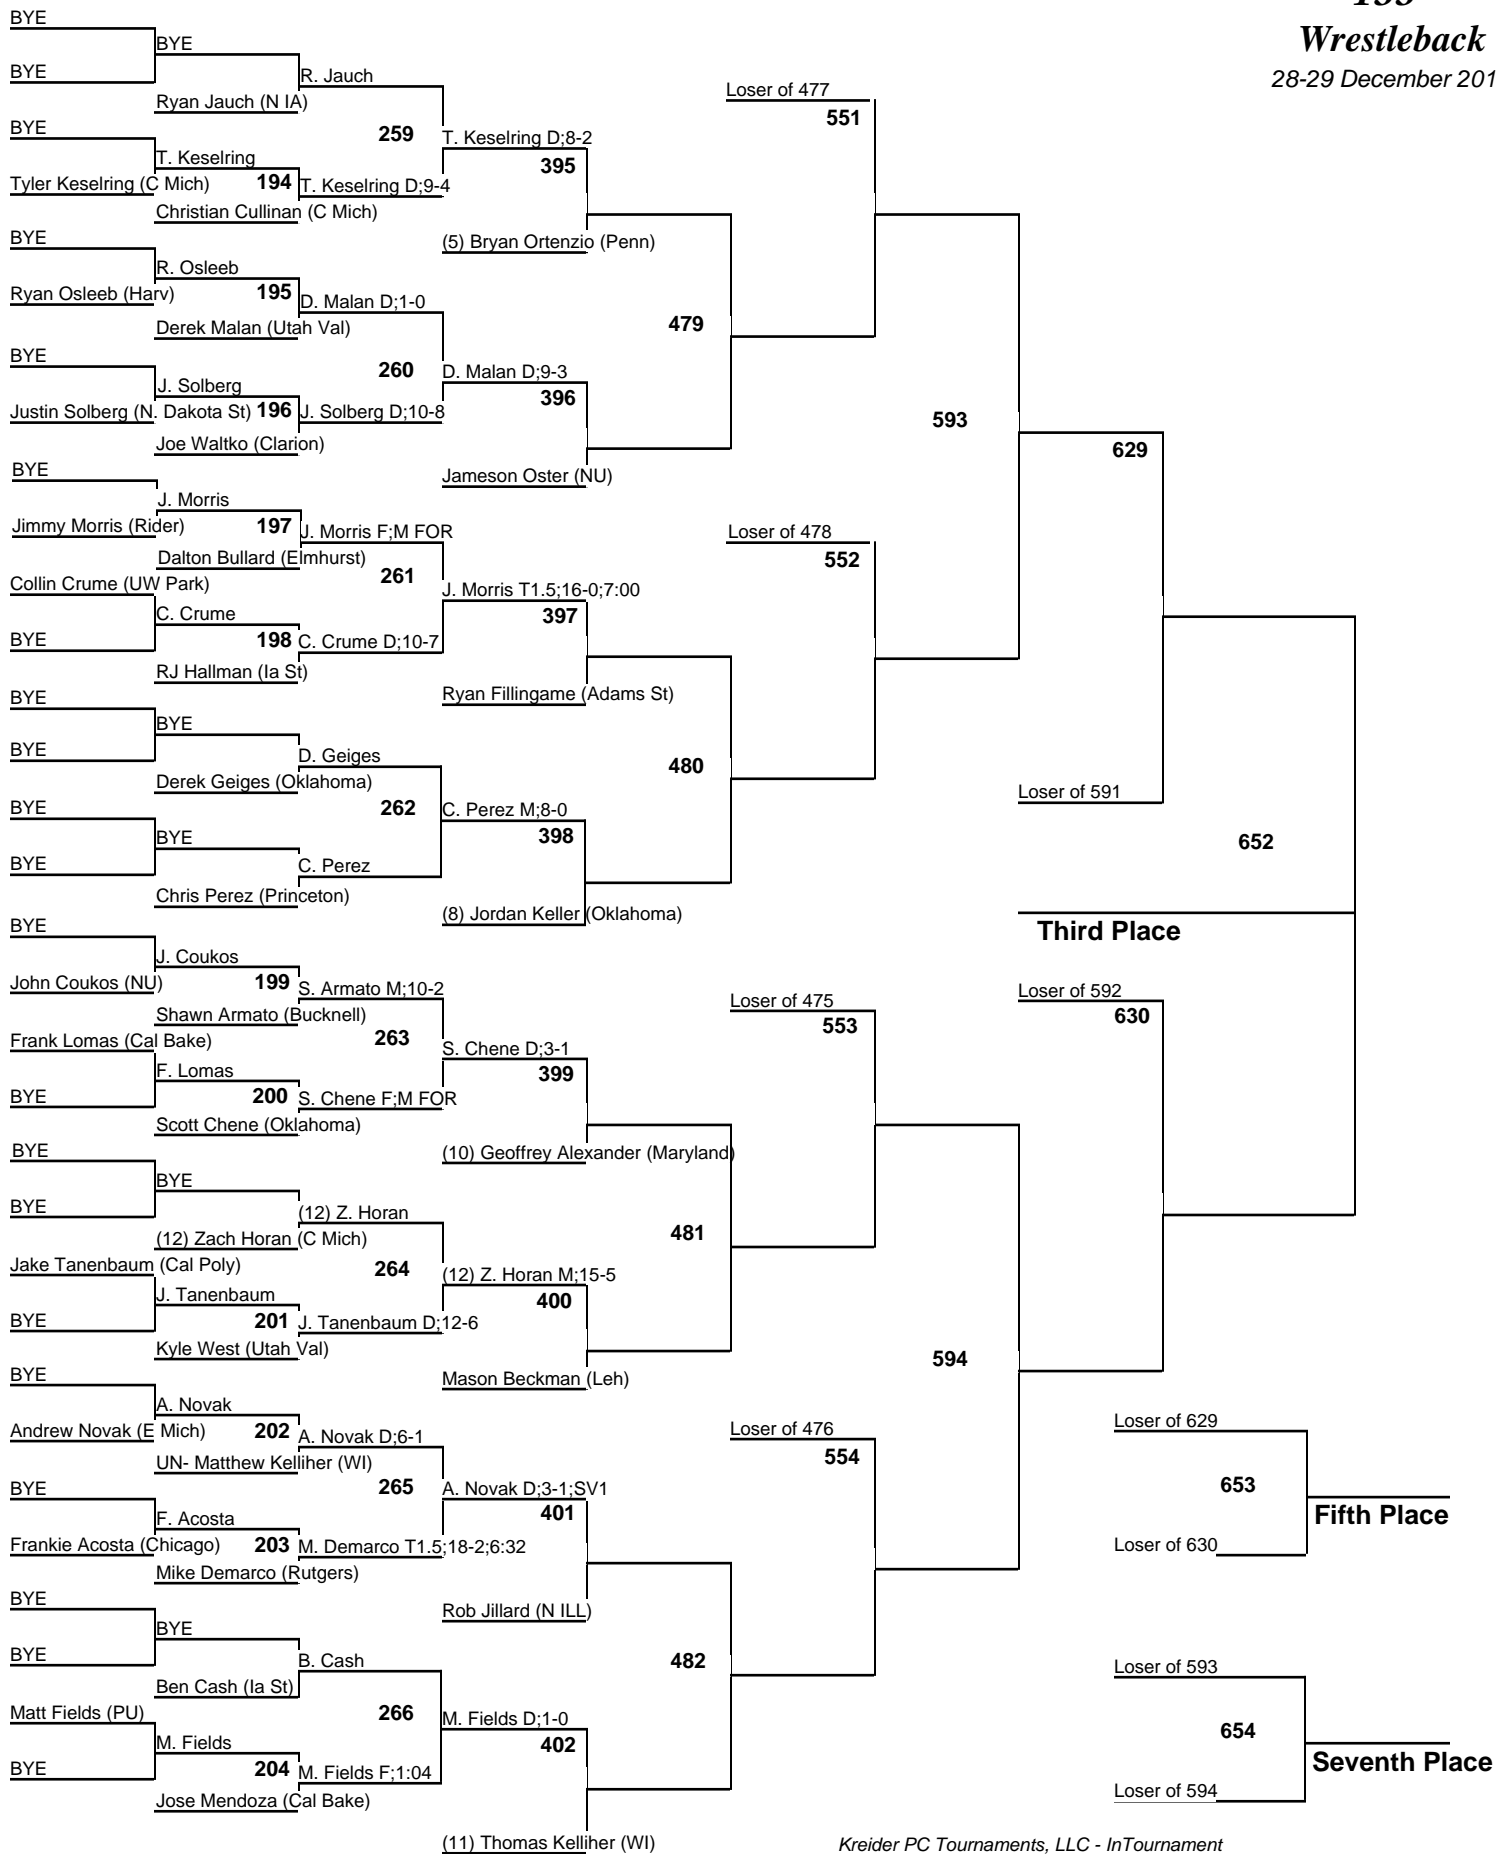 133
Wrestleback
28-29 December 201
BYE
BYE
BYE
R. Jauch
Ryan Jauch (N IA)
259
BYE
T. Keselring
Tyler Keselring (C Mich)
194
T. Keselring D;9-4
Christian Cullinan (C Mich)
T. Keselring D;8-2
395
(5) Bryan Ortenzio (Penn)
Loser of 477
551
BYE
R. Osleeb
Ryan Osleeb (Harv)
195
D. Malan D;1-0
Derek Malan (Utah Val)
479
BYE
260
D. Malan D;9-3
396
J. Solberg
Justin Solberg (N. Dakota St)
196
J. Solberg D;10-8
Joe Waltko (Clarion)
Jameson Oster (NU)
593
629
BYE
J. Morris
Jimmy Morris (Rider)
197
J. Morris F;M FOR
Dalton Bullard (Elmhurst)
261
Loser of 478
552
Collin Crume (UW Park)
J. Morris T1.5;16-0;7:00
397
C. Crume
BYE
198
C. Crume D;10-7
RJ Hallman (Ia St)
Ryan Fillingame (Adams St)
BYE
BYE
BYE
D. Geiges
Derek Geiges (Oklahoma)
480
262
C. Perez M;8-0
398
BYE
BYE
BYE
C. Perez
Chris Perez (Princeton)
(8) Jordan Keller (Oklahoma)
Loser of 591
652
Third Place
BYE
J. Coukos
John Coukos (NU)
199
S. Armato M;10-2
Shawn Armato (Bucknell)
263
Loser of 475
553
Loser of 592
630
Frank Lomas (Cal Bake)
S. Chene D;3-1
399
F. Lomas
BYE
200
S. Chene F;M FOR
Scott Chene (Oklahoma)
(10) Geoffrey Alexander (Maryland)
BYE
BYE
BYE
(12) Z. Horan
(12) Zach Horan (C Mich)
481
Jake Tanenbaum (Cal Poly)
264
(12) Z. Horan M;15-5
400
J. Tanenbaum
BYE
201
J. Tanenbaum D;12-6
Kyle West (Utah Val)
Mason Beckman (Leh)
594
BYE
A. Novak
Andrew Novak (E Mich)
202
A. Novak D;6-1
UN- Matthew Kelliher (WI)
Loser of 476
554
Loser of 629
653
Fifth Place
Loser of 630
BYE
265
A. Novak D;3-1;SV1
401
F. Acosta
Frankie Acosta (Chicago)
203
M. Demarco T1.5;18-2;6:32
Mike Demarco (Rutgers)
Rob Jillard (N ILL)
BYE
BYE
BYE
B. Cash
Ben Cash (Ia St)
482
Loser of 593
654
Seventh Place
Loser of 594
Matt Fields (PU)
266
M. Fields D;1-0
402
M. Fields
BYE
204
M. Fields F;1:04
Jose Mendoza (Cal Bake)
(11) Thomas Kelliher (WI)
Kreider PC Tournaments, LLC - InTournament